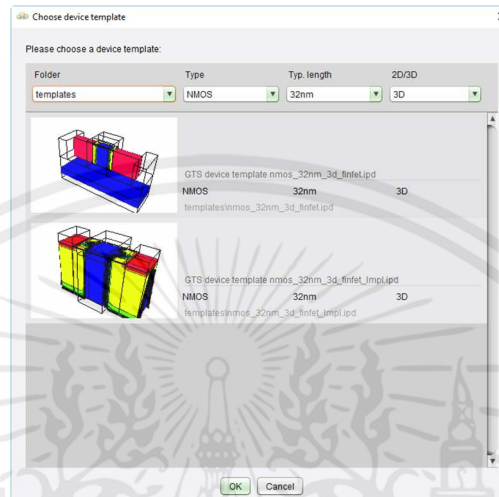 Choose device template
Please choose a device template:
Folder Type Typ. length 2D/3D
templates NMOS 32nm 3D
GTS device template nmos_32nm_3d_finfet.ipd
NMOS 32nm 3D
templates\nmos_32nm_3d_finfet.ipd
GTS device template nmos_32nm_3d_finfet_Impl.ipd
NMOS 32nm 3D
templates\nmos_32nm_3d_finfet_Impl.ipd
OK Cancel